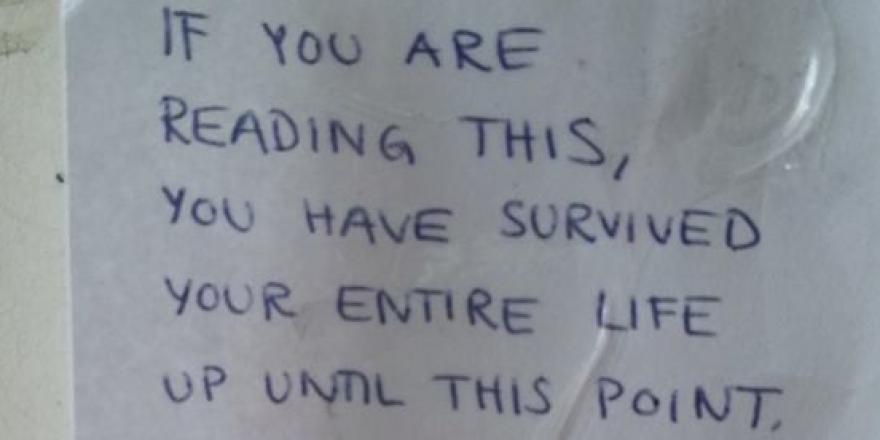 IF YOU ARE
READING THIS,
YOU HAVE SURVIVED
YOUR ENTIRE LIFE
UP UNTIL THIS POINT.